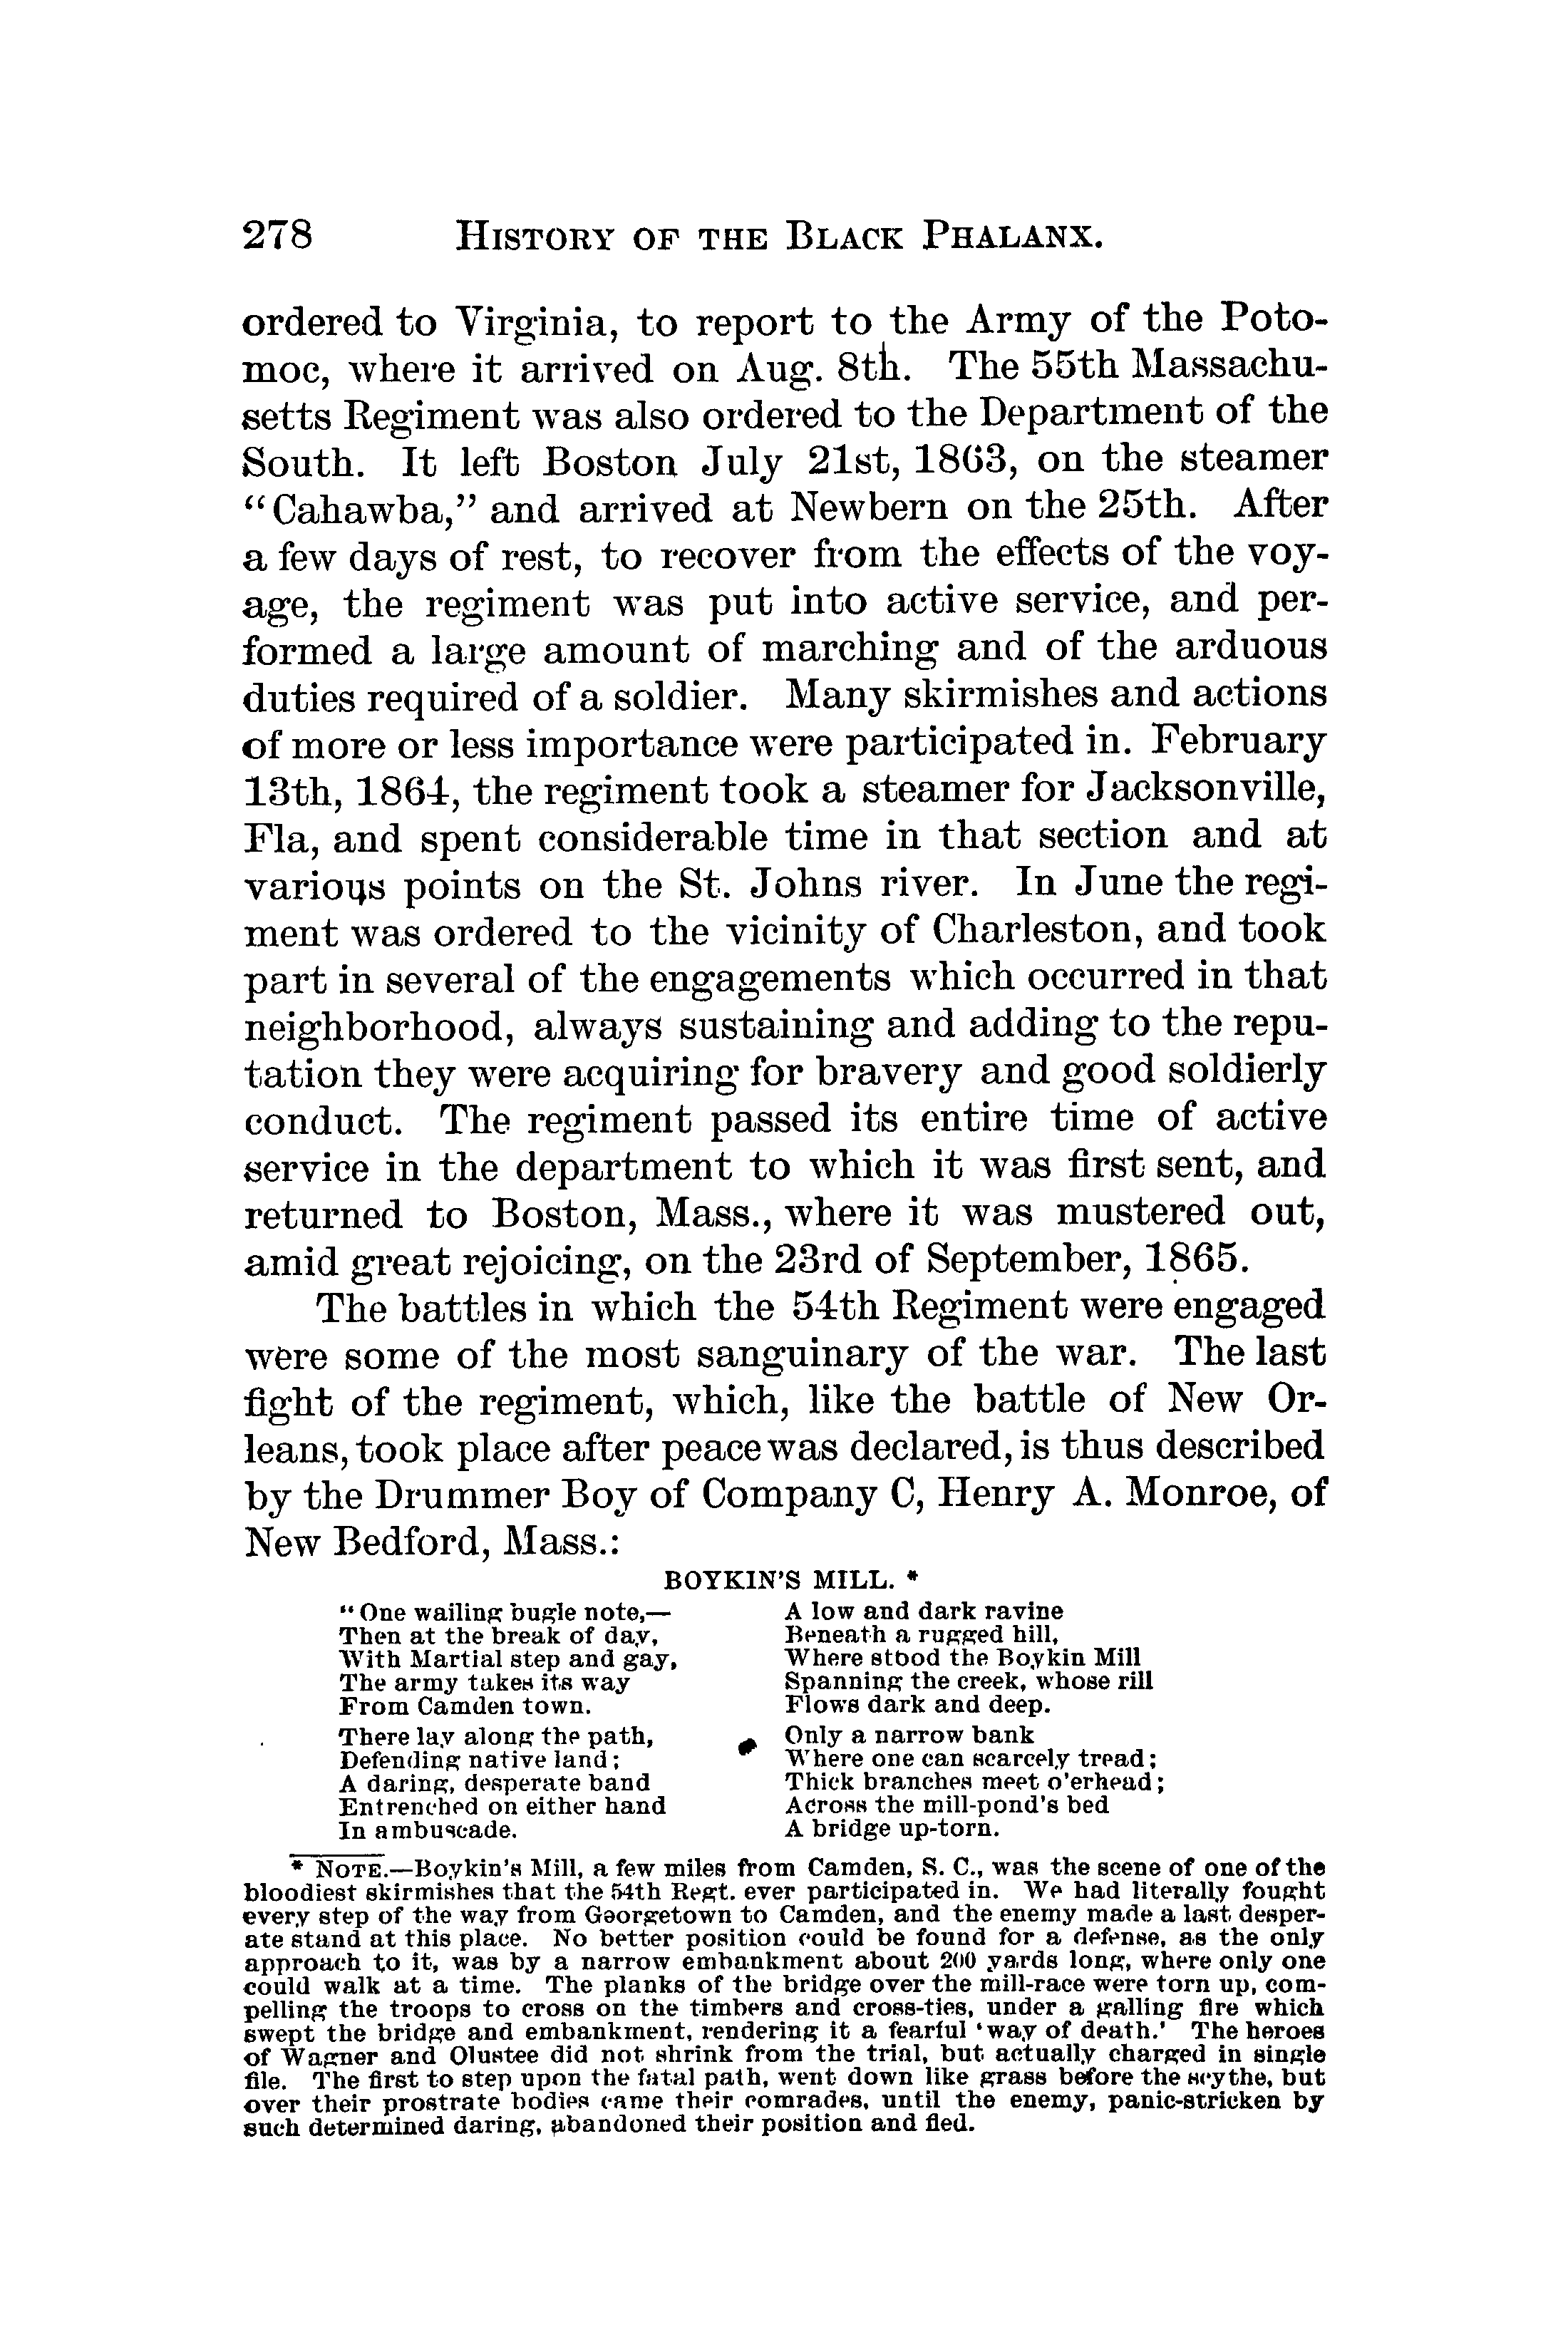 278 HISTORY OF THE BLACK PHALANX.
ordered to Virginia, to report to the Army of the Poto-
moc, where it arrived on Aug. 8th. The 55th Massachu-
setts Regiment was also ordered to the Department of the
South. It left Boston July 21st, 1863, on the steamer
“Cahawba,” and arrived at Newbern on the 25th. After
a few days of rest, to recover from the effects of the voy-
age, the regiment was put into active service, and per-
formed a large amount of marching and of the arduous
duties required of a soldier. Many skirmishes and actions
of more or less importance were participated in. February
13th, 1864, the regiment took a steamer for Jacksonville,
Fla, and spent considerable time in that section and at
various points on the St. Johns river. In June the regi-
ment was ordered to the vicinity of Charleston, and took
part in several of the engagements which occurred in that
neighborhood, always sustaining and adding to the repu-
tation they were acquiring for bravery and good soldierly
conduct. The regiment passed its entire time of active
service in the department to which it was first sent, and
returned to Boston, Mass., where it was mustered out,
amid great rejoicing, on the 23rd of September, 1865.
The battles in which the 54th Regiment were engaged
were some of the most sanguinary of the war. The last
fight of the regiment, which, like the battle of New Or-
leans, took place after peace was declared, is thus described
by the Drummer Boy of Company C, Henry A. Monroe, of
New Bedford, Mass.:
BOYKIN'S MILL. *
“One wailing bugle note,—
Then at the break of day,
With Martial step and gay,
The army takes its way
From Camden town.
There lay along the path,
Defending native land;
A daring, desperate band
Entrenched on either hand
In ambuscade.
A low and dark ravine
Beneath a rugged hill,
Where stood the Boykin Mill
Spanning the creek, whose rill
Flows dark and deep.
Only a narrow bank
Where one can scarcely tread;
Thick branches meet o'erhead;
Across the mill-pond's bed
A bridge up-torn.
* NOTE.—Boykin's Mill, a few miles from Camden, S. C., was the scene of one of the
bloodiest skirmishes that the 54th Regt. ever participated in. We had literally fought
every step of the way from Georgetown to Camden, and the enemy made a last desper-
ate stand at this place. No better position could be found for a defense, as the only
approach to it, was by a narrow embankment about 200 yards long, where only one
could walk at a time. The planks of the bridge over the mill-race were torn up, com-
pelling the troops to cross on the timbers and cross-ties, under a galling fire which
swept the bridge and embankment, rendering it a fearful ‘way of death.’ The heroes
of Wagner and Olustee did not shrink from the trial, but actually charged in single
file. The first to step upon the fatal path, went down like grass before the scythe, but
over their prostrate bodies came their comrades, until the enemy, panic-stricken by
such determined daring, abandoned their position and fled.